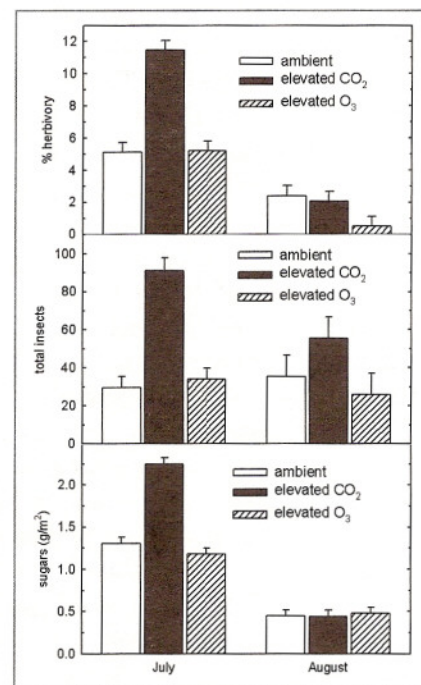 12
10
8
6
4
2
0
% herbivory
ambient
elevated CO₂
elevated O₃
100
80
60
40
20
0
total insects
ambient
elevated CO₂
elevated O₃
2.0
1.5
1.0
0.5
0.0
sugars (g/m²)
ambient
elevated CO₂
elevated O₃
July
August